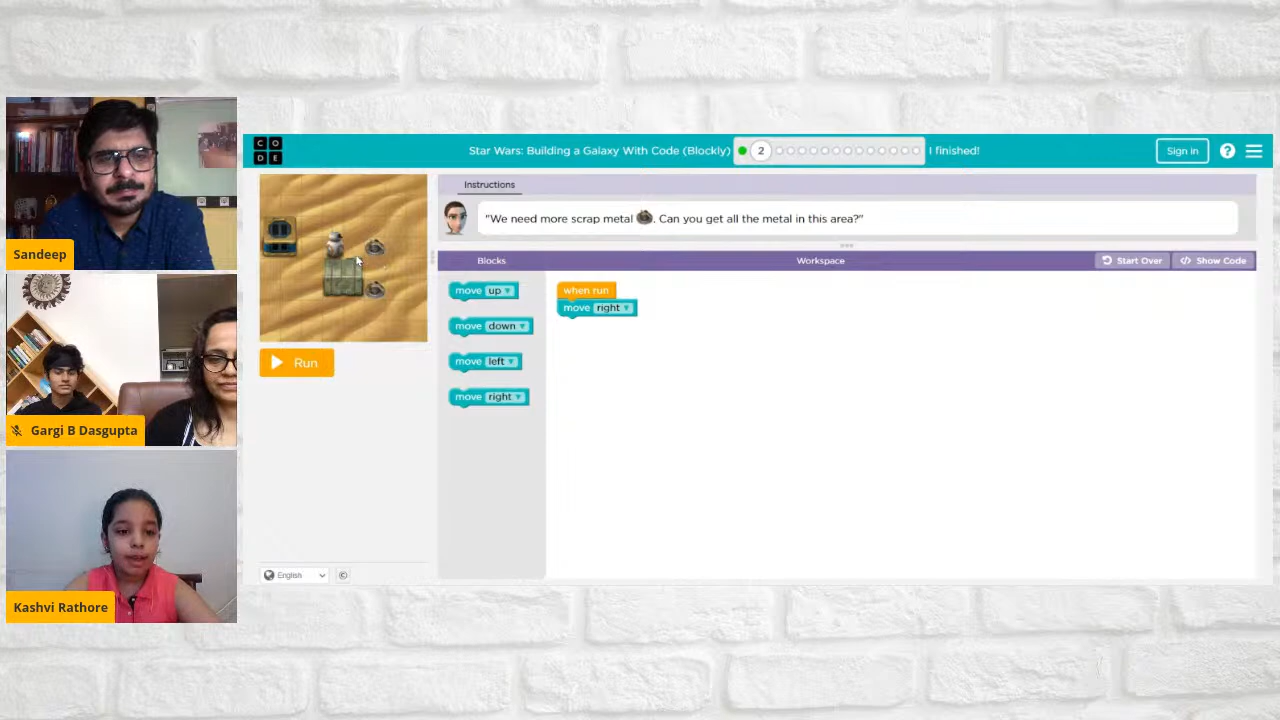 Sandeep
Gargi B Dasgupta
Kashvi Rathore
C O
D E
Star Wars: Building a Galaxy With Code (Blockly)
2
I finished!
Sign in
?
Instructions
"We need more scrap metal . Can you get all the metal in this area?"
Blocks
Workspace
Start Over
</> Show Code
Run
move up
move down
move left
move right
when run
move right
English
©